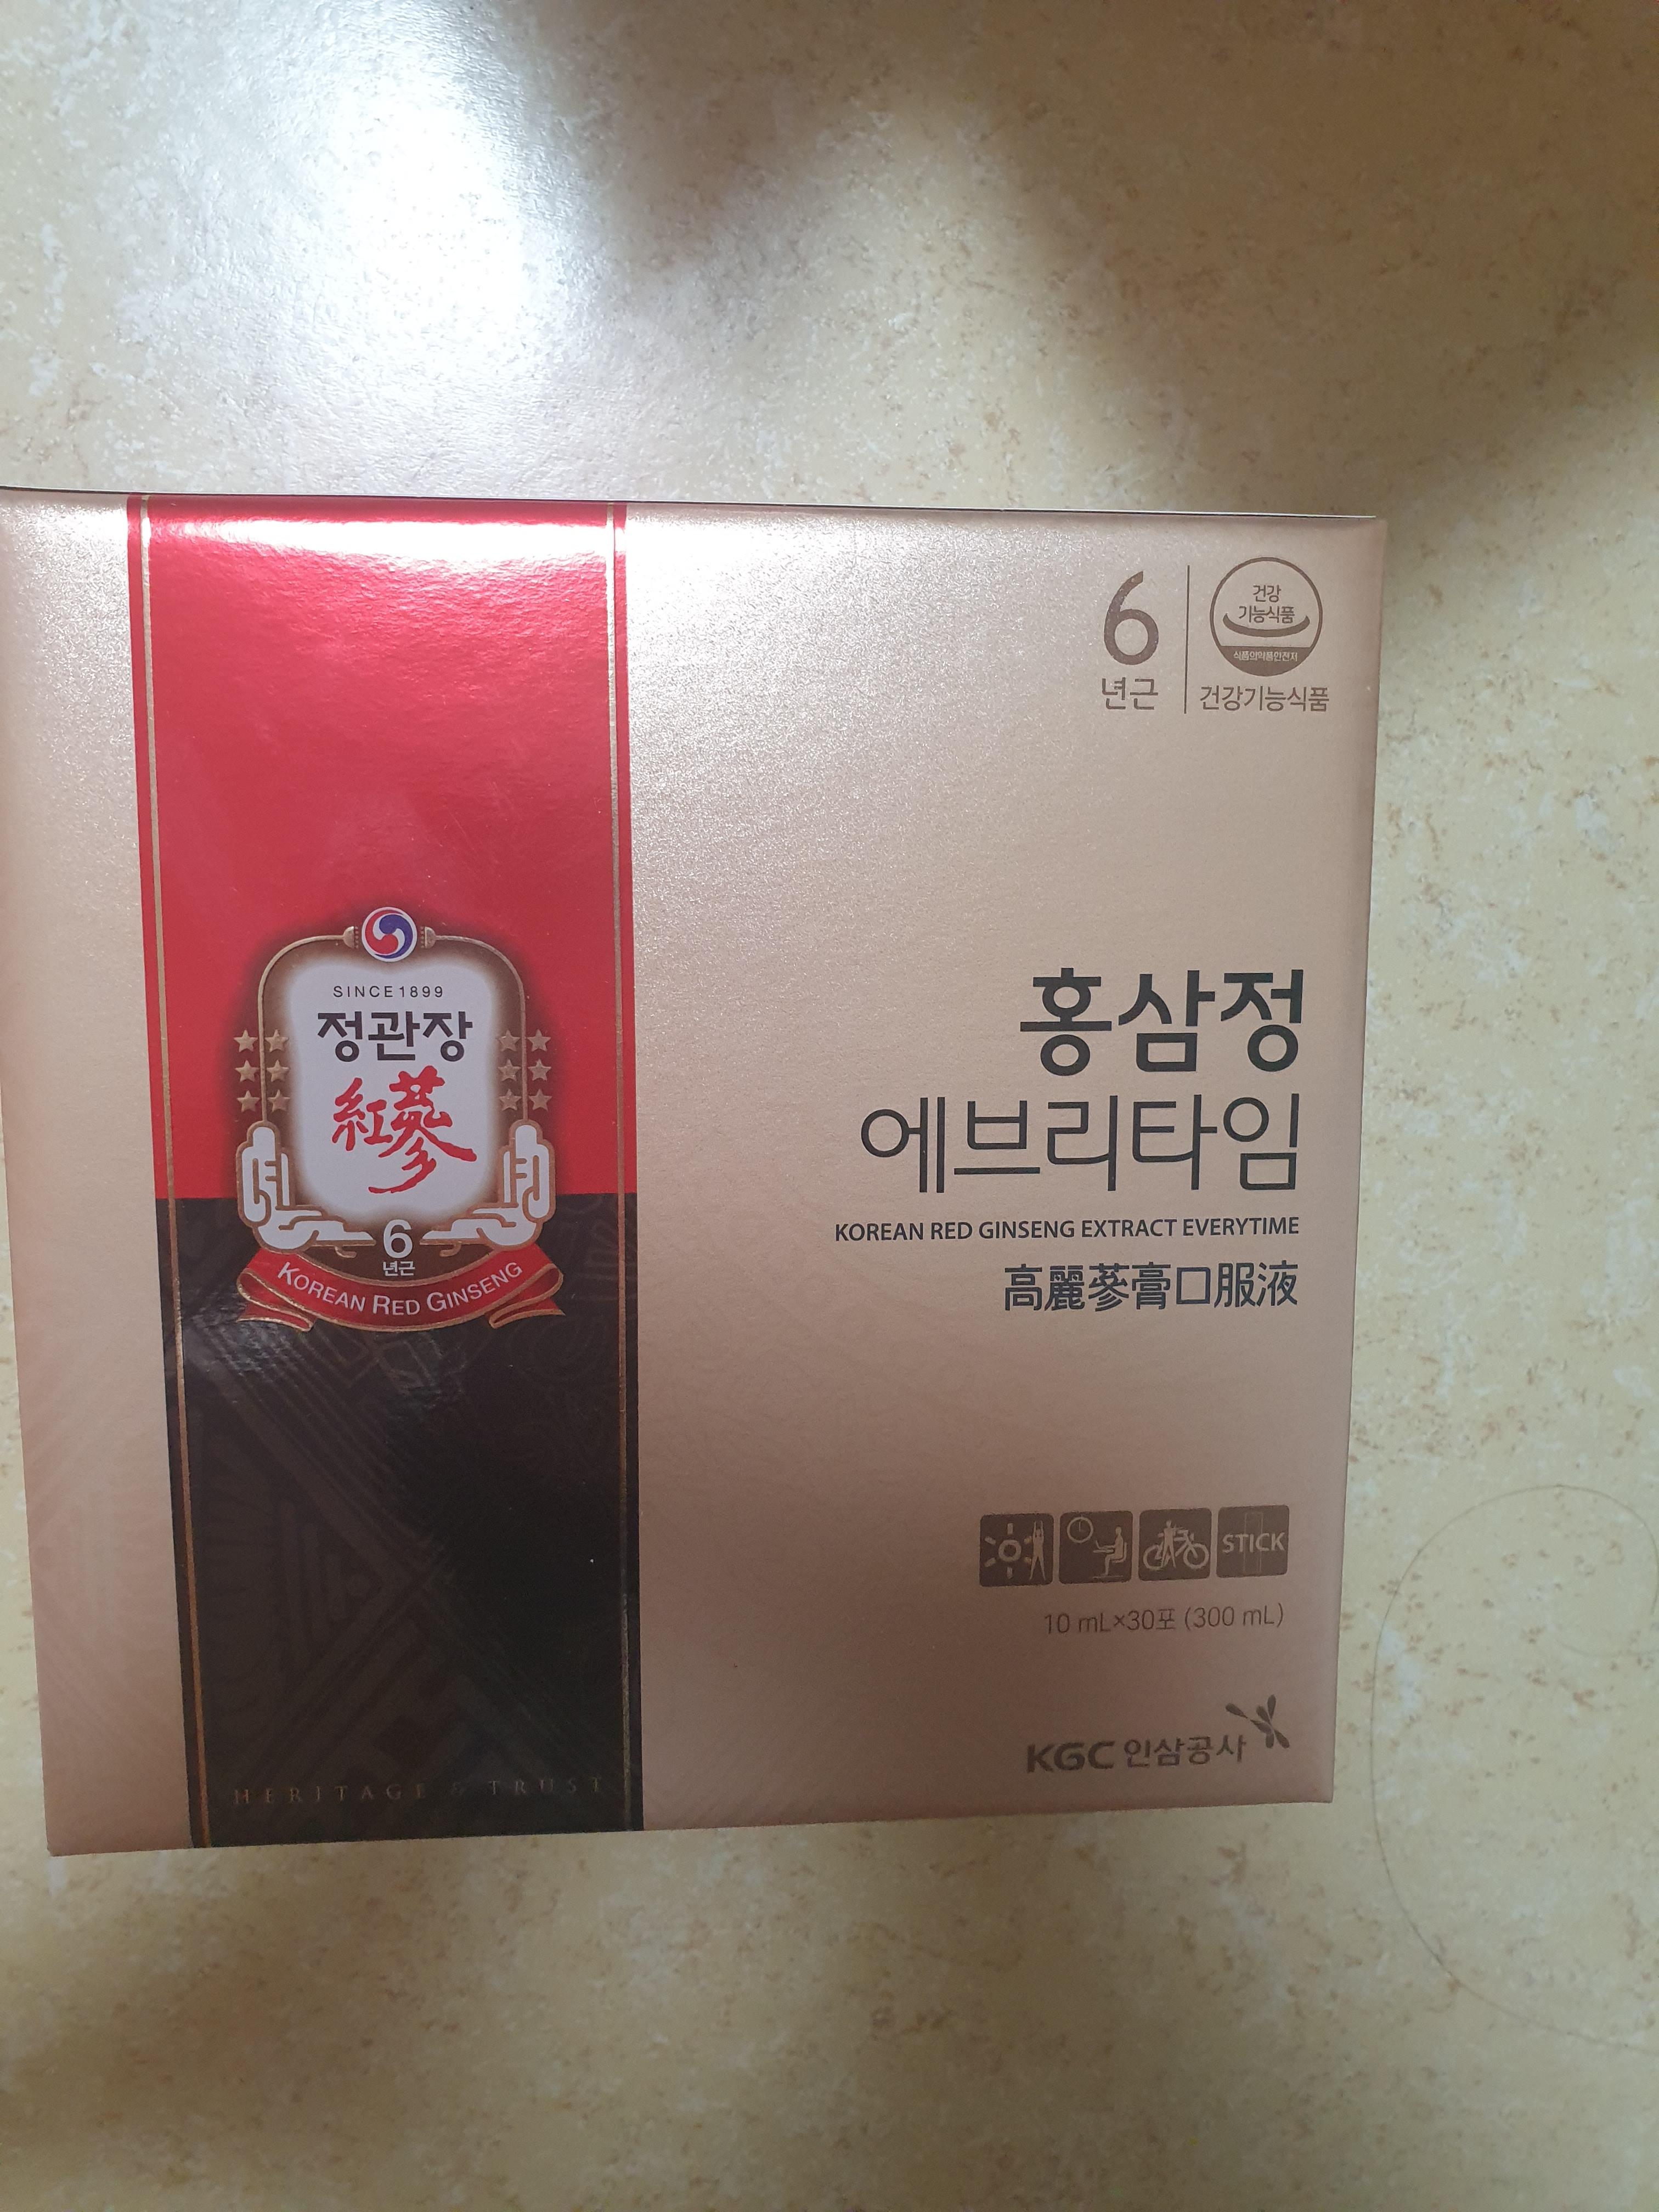 6
년근
건강
기능식품
식품의약품안전처
건강기능식품
SINCE 1899
정관장
紅蔘
6
년근
KOREAN RED GINSENG
홍삼정
에브리타임
KOREAN RED GINSENG EXTRACT EVERYTIME
高麗蔘膏口服液
STICK
10 mL×30포 (300 mL)
KGC 인삼공사
HERITAGE & TRUST